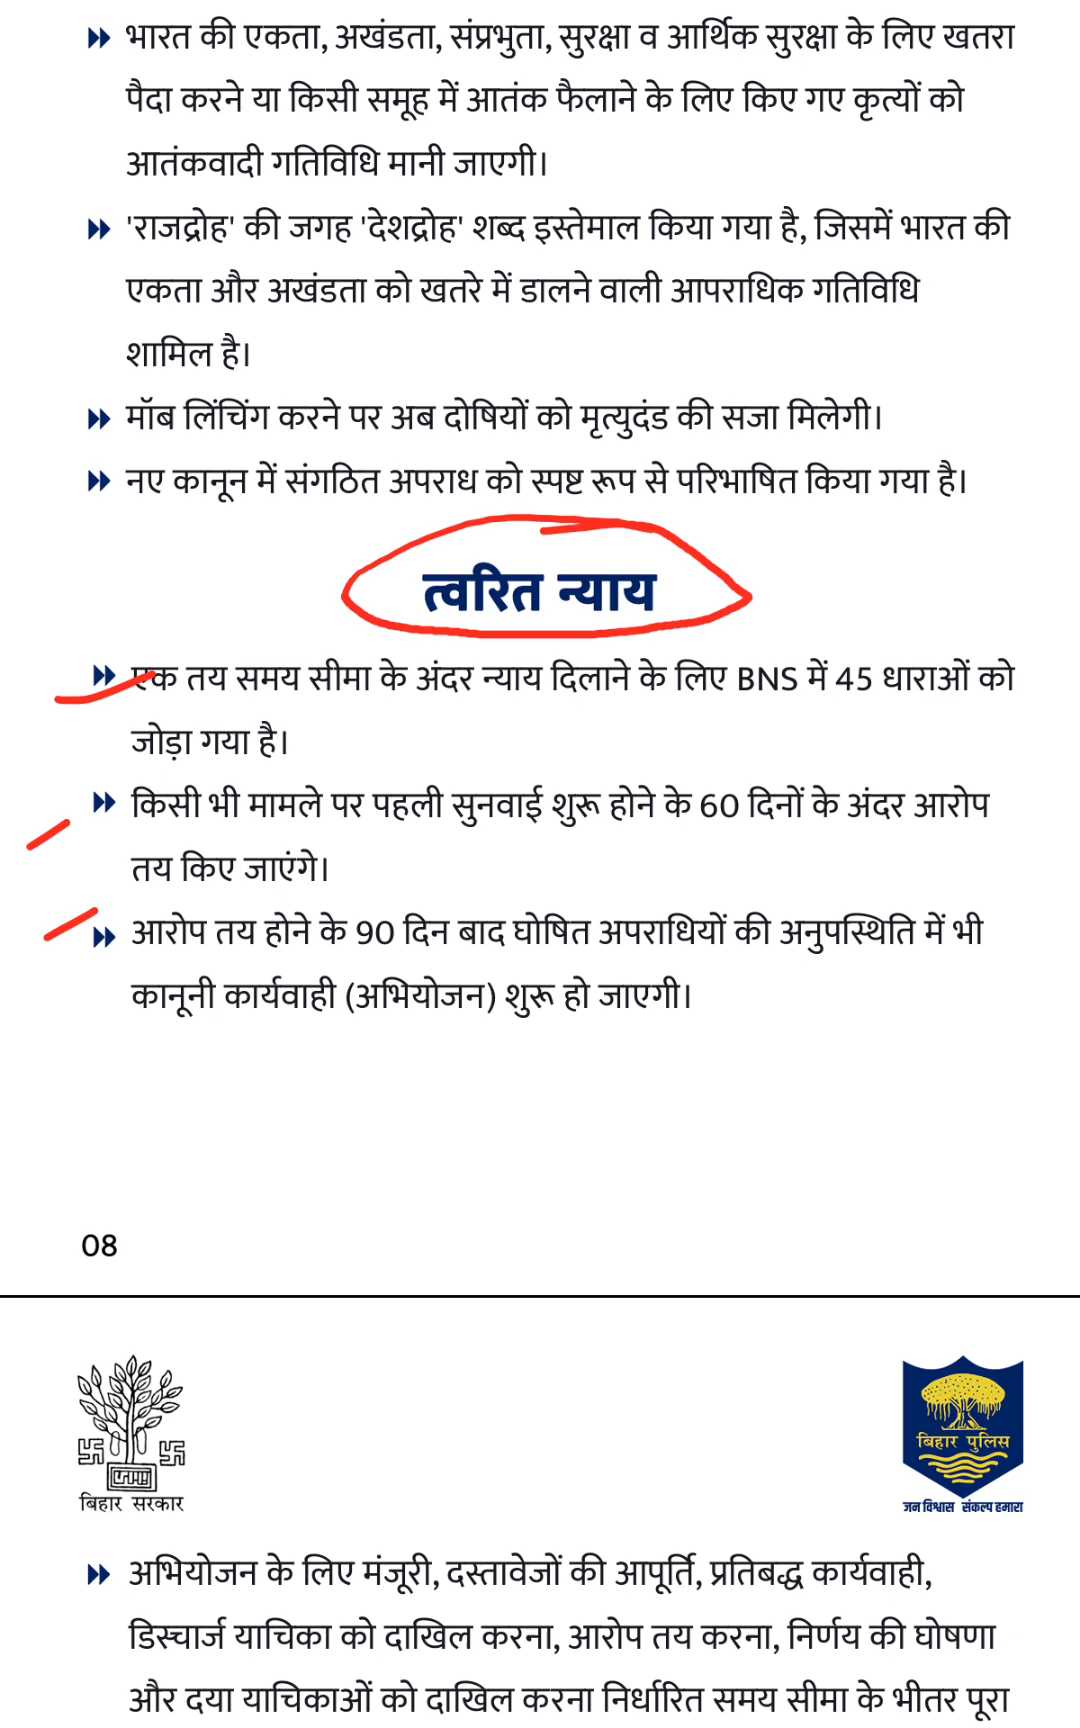 भारत की एकता, अखंडता, संप्रभुता, सुरक्षा व आर्थिक सुरक्षा के लिए खतरा
पैदा करने या किसी समूह में आतंक फैलाने के लिए किए गए कृत्यों को
आतंकवादी गतिविधि मानी जाएगी।
'राजद्रोह' की जगह 'देशद्रोह' शब्द इस्तेमाल किया गया है, जिसमें भारत की
एकता और अखंडता को खतरे में डालने वाली आपराधिक गतिविधि
शामिल है।
मॉब लिंचिंग करने पर अब दोषियों को मृत्युदंड की सजा मिलेगी।
नए कानून में संगठित अपराध को स्पष्ट रूप से परिभाषित किया गया है।
त्वरित न्याय
एक तय समय सीमा के अंदर न्याय दिलाने के लिए BNS में 45 धाराओं को
जोड़ा गया है।
किसी भी मामले पर पहली सुनवाई शुरू होने के 60 दिनों के अंदर आरोप
तय किए जाएंगे।
आरोप तय होने के 90 दिन बाद घोषित अपराधियों की अनुपस्थिति में भी
कानूनी कार्यवाही (अभियोजन) शुरू हो जाएगी।
08
बिहार सरकार
बिहार पुलिस
जन विश्वास संकल्प हमारा
अभियोजन के लिए मंजूरी, दस्तावेजों की आपूर्ति, प्रतिबद्ध कार्यवाही,
डिस्चार्ज याचिका को दाखिल करना, आरोप तय करना, निर्णय की घोषणा
और दया याचिकाओं को दाखिल करना निर्धारित समय सीमा के भीतर पूरा